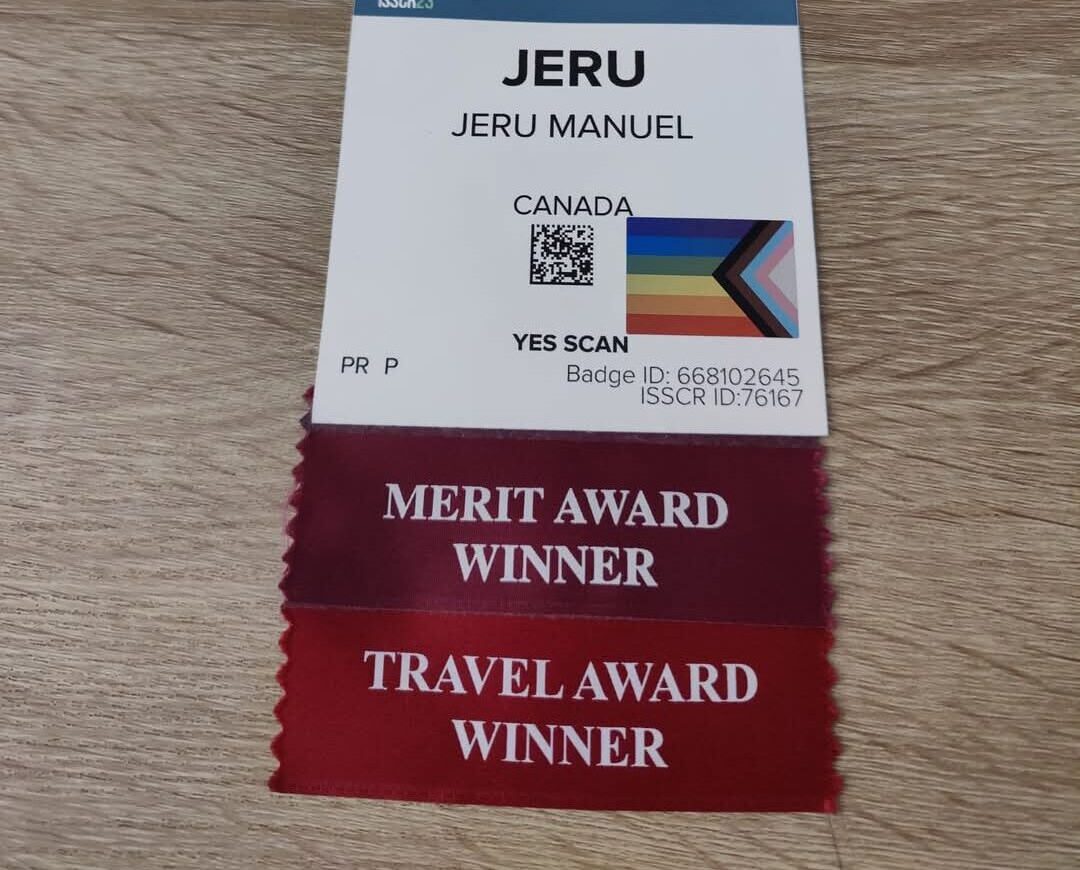 ISSCR23
JERU
JERU MANUEL
CANADA
YES SCAN
PR P
Badge ID: 668102645
ISSCR ID:76167
MERIT AWARD
WINNER
TRAVEL AWARD
WINNER